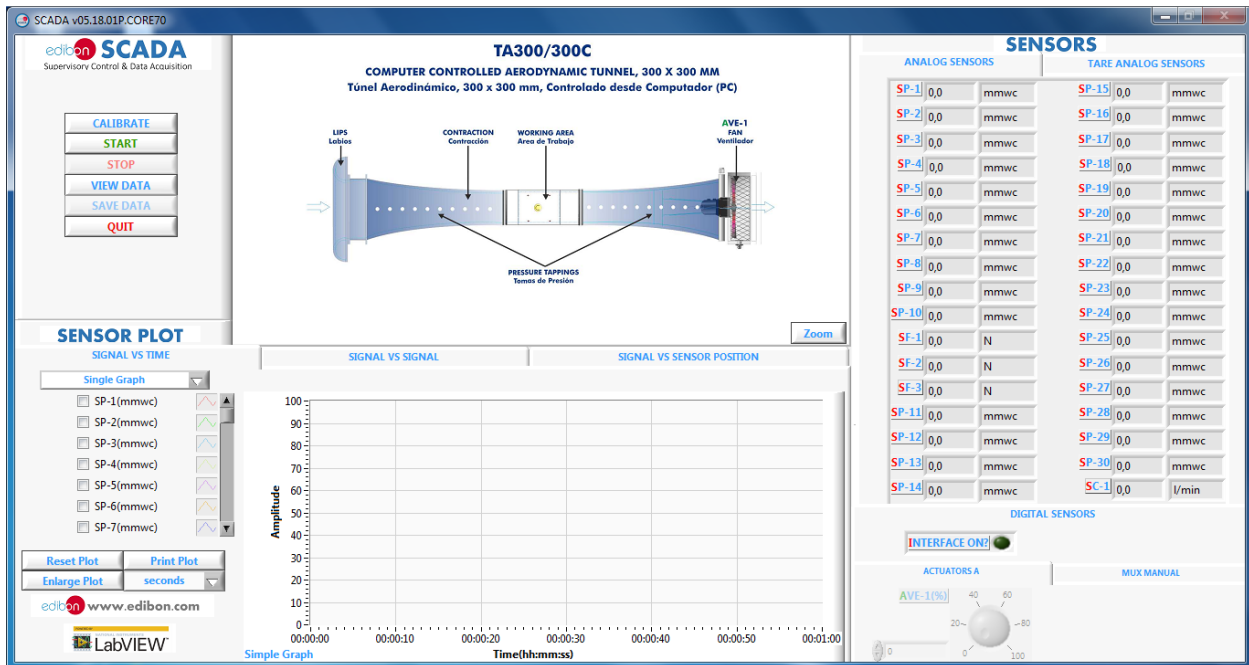 SCADA v05.18.01P.CORE70
edibon SCADA
Supervisory Control & Data Acquisition
CALIBRATE
START
STOP
VIEW DATA
SAVE DATA
QUIT
TA300/300C
COMPUTER CONTROLLED AERODYNAMIC TUNNEL, 300 X 300 MM
Túnel Aerodinámico, 300 x 300 mm, Controlado desde Computador (PC)
LIPS
Labios
CONTRACTION
Contracción
WORKING AREA
Area de Trabajo
AVE-1
FAN
Ventilador
PRESSURE TAPPINGS
Tomas de Presión
Zoom
SENSOR PLOT
SIGNAL VS TIME
SIGNAL VS SIGNAL
SIGNAL VS SENSOR POSITION
Single Graph
SP-1(mmwc)
SP-2(mmwc)
SP-3(mmwc)
SP-4(mmwc)
SP-5(mmwc)
SP-6(mmwc)
SP-7(mmwc)
Reset Plot
Print Plot
Enlarge Plot
seconds
edibon www.edibon.com
LabVIEW
Amplitude
100
90
80
70
60
50
40
30
20
10
0
00:00:00 00:00:10 00:00:20 00:00:30 00:00:40 00:00:50 00:01:00
Simple Graph
Time(hh:mm:ss)
SENSORS
ANALOG SENSORS
TARE ANALOG SENSORS
SP-1 0,0 mmwc SP-15 0,0 mmwc
SP-2 0,0 mmwc SP-16 0,0 mmwc
SP-3 0,0 mmwc SP-17 0,0 mmwc
SP-4 0,0 mmwc SP-18 0,0 mmwc
SP-5 0,0 mmwc SP-19 0,0 mmwc
SP-6 0,0 mmwc SP-20 0,0 mmwc
SP-7 0,0 mmwc SP-21 0,0 mmwc
SP-8 0,0 mmwc SP-22 0,0 mmwc
SP-9 0,0 mmwc SP-23 0,0 mmwc
SP-10 0,0 mmwc SP-24 0,0 mmwc
SF-1 0,0 N SP-25 0,0 mmwc
SF-2 0,0 N SP-26 0,0 mmwc
SF-3 0,0 N SP-27 0,0 mmwc
SP-11 0,0 mmwc SP-28 0,0 mmwc
SP-12 0,0 mmwc SP-29 0,0 mmwc
SP-13 0,0 mmwc SP-30 0,0 mmwc
SP-14 0,0 mmwc SC-1 0,0 l/min
DIGITAL SENSORS
INTERFACE ON?
ACTUATORS A
MUX MANUAL
AVE-1(%)
0
0 20 40 60 80 100